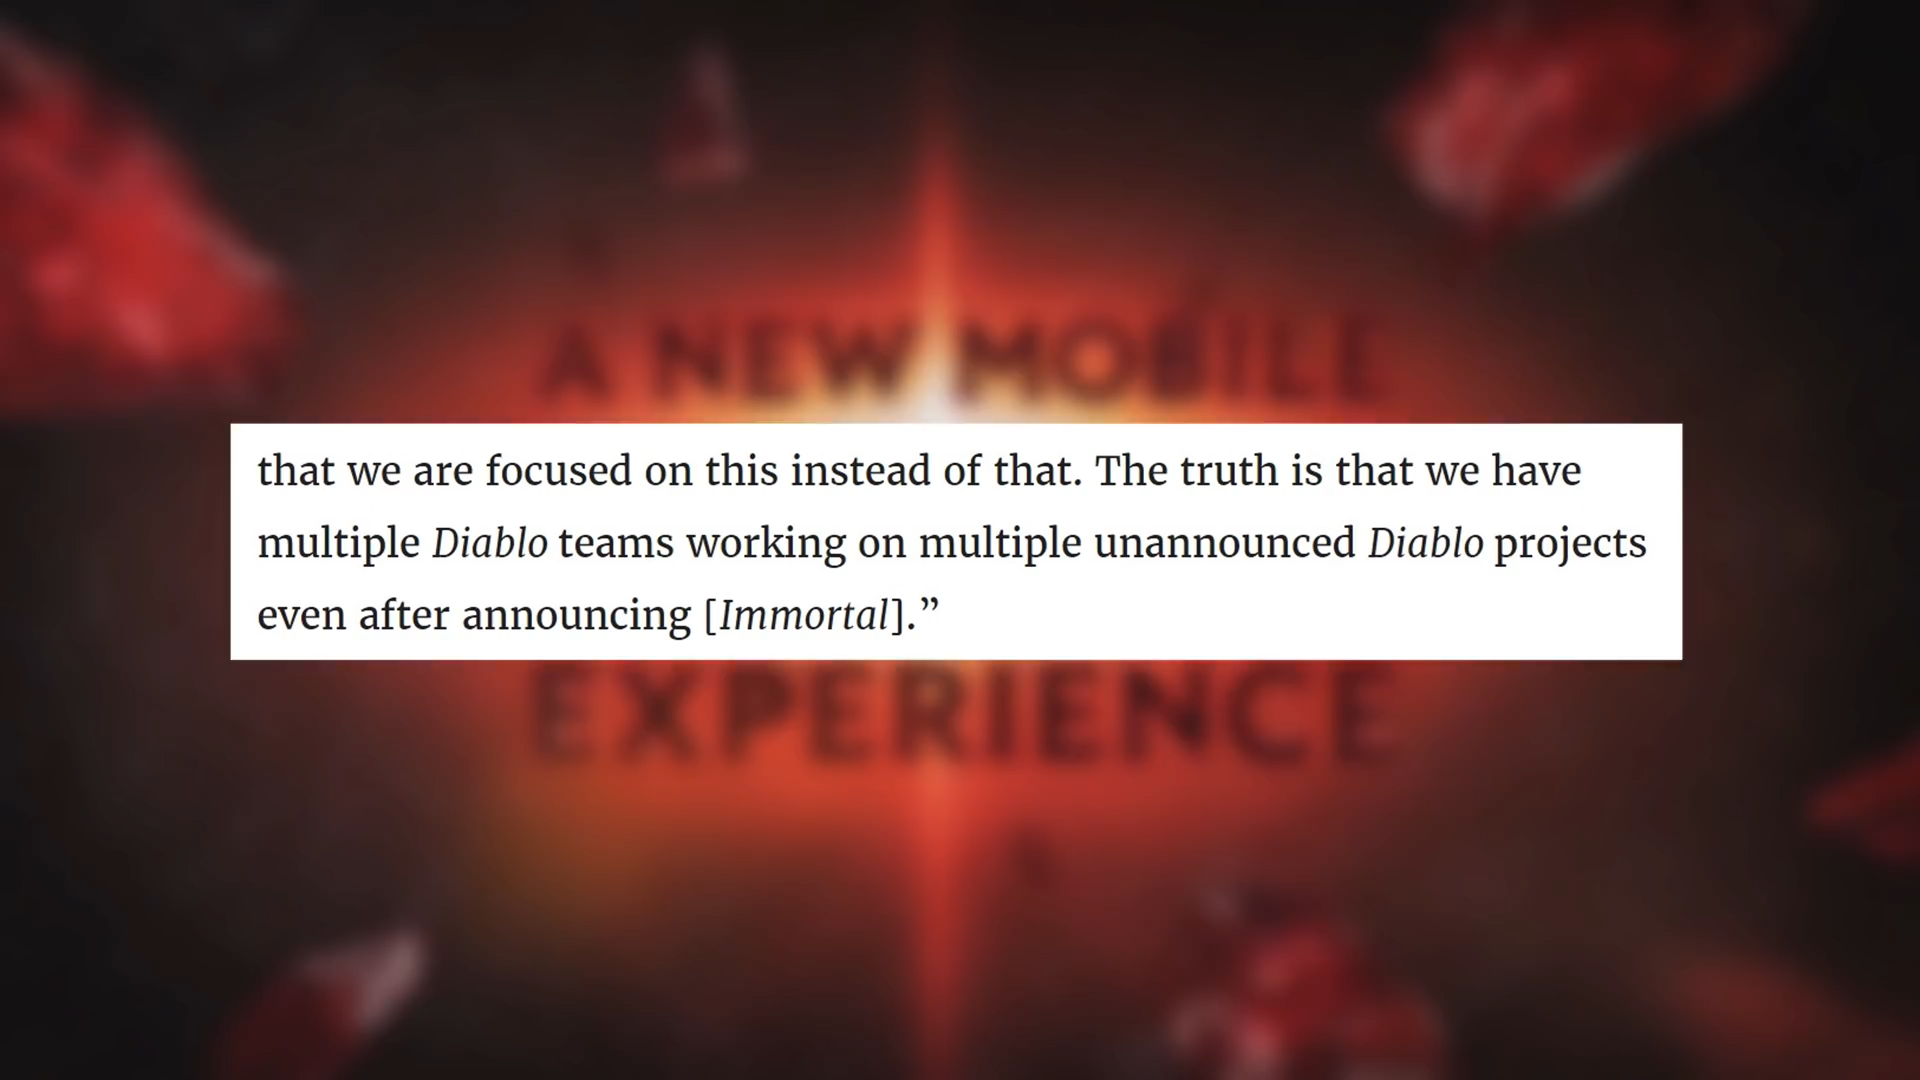 A NEW MOBILE
that we are focused on this instead of that. The truth is that we have
multiple Diablo teams working on multiple unannounced Diablo projects
even after announcing [Immortal].”
EXPERIENCE